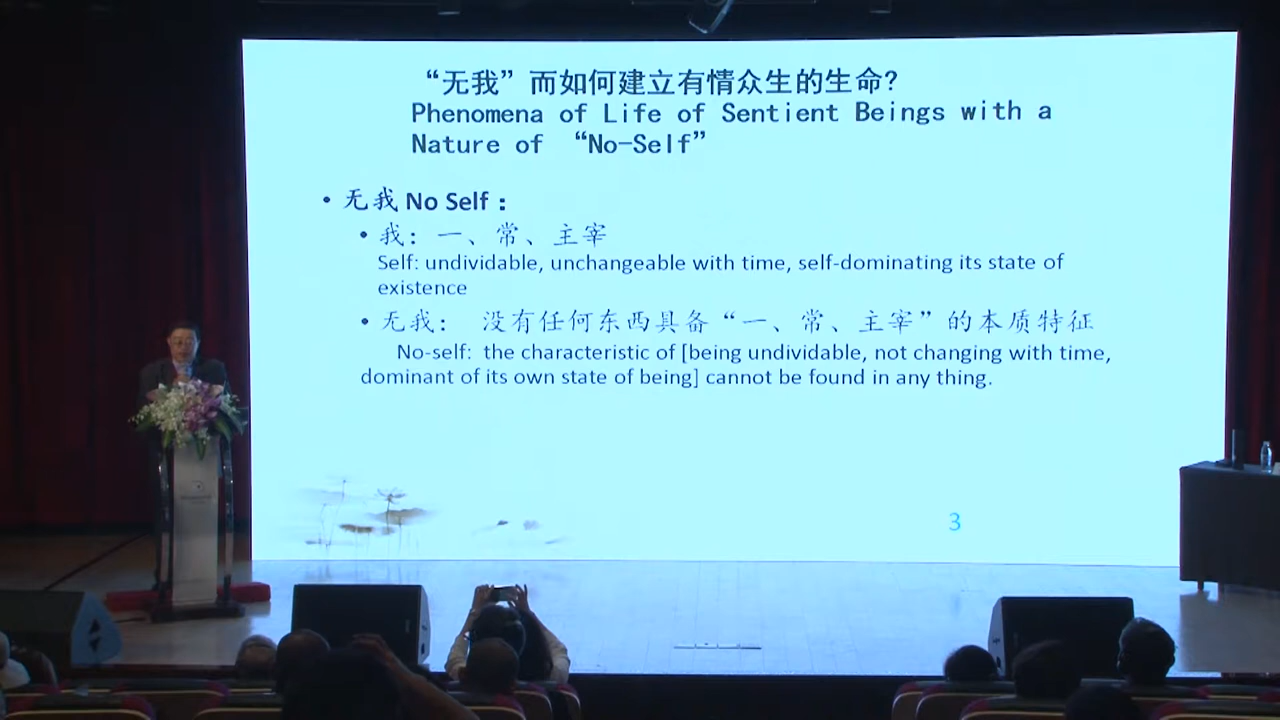 “无我”而如何建立有情众生的生命?
Phenomena of Life of Sentient Beings with a
Nature of “No-Self”
• 无我 No Self :
• 我: 一、常、主宰
Self: undividable, unchangeable with time, self-dominating its state of
existence
• 无我: 没有任何东西具备“一、常、主宰”的本质特征
No-self: the characteristic of [being undividable, not changing with time,
dominant of its own state of being] cannot be found in any thing.
3